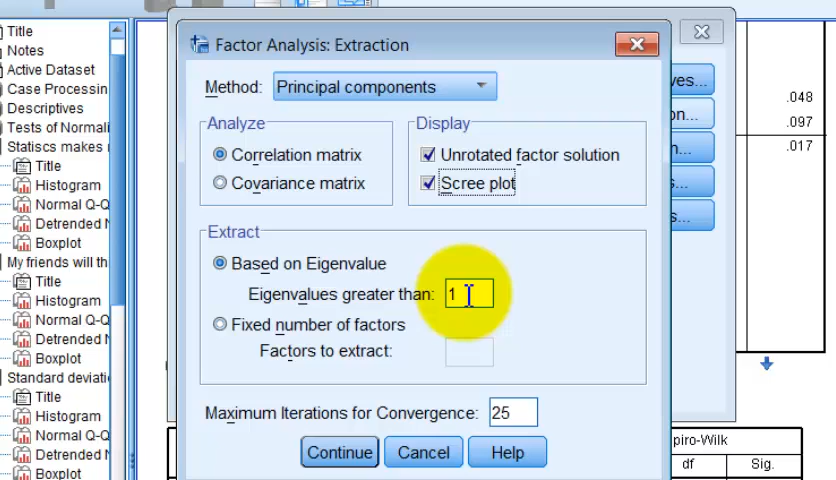 Title
Notes
Active Dataset
Case Processin
Descriptives
Tests of Normali
Statiscs makes
Title
Histogram
Normal Q-Q
Detrended N
Boxplot
My friends will th
Title
Histogram
Normal Q-Q
Detrended N
Boxplot
Standard deviati
Title
Histogram
Normal Q-Q
Detrended N
Boxplot
Factor Analysis: Extraction
Method: Principal components
Analyze
Correlation matrix
Covariance matrix
Display
Unrotated factor solution
Scree plot
Extract
Based on Eigenvalue
Eigenvalues greater than: 1
Fixed number of factors
Factors to extract:
Maximum Iterations for Convergence: 25
Continue Cancel Help
ves...
on...
n...
s...
s...
.048
.097
.017
piro-Wilk
df Sig.